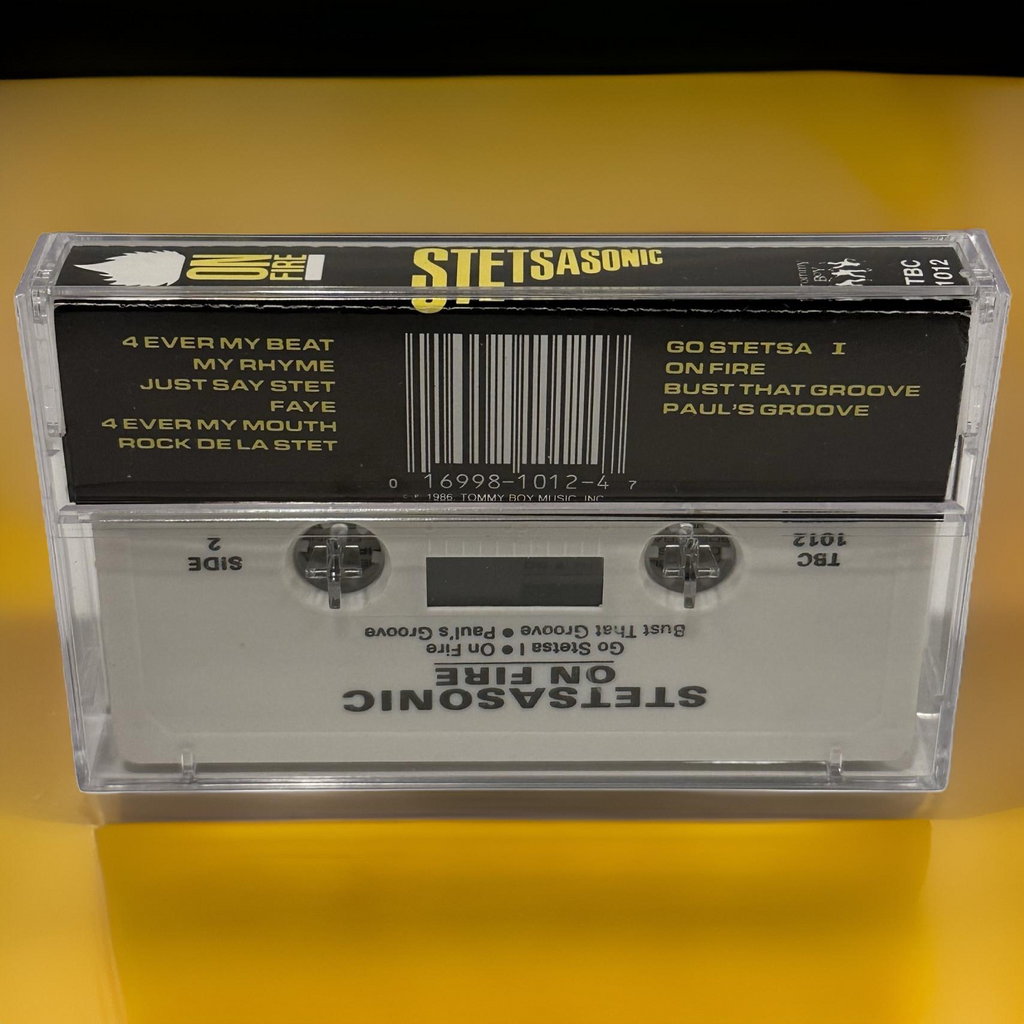 ON
FIRE
STETSASONIC
Tommy
Boy
TBC
1012
4 EVER MY BEAT
MY RHYME
JUST SAY STET
FAYE
4 EVER MY MOUTH
ROCK DE LA STET
GO STETSA I
ON FIRE
BUST THAT GROOVE
PAUL'S GROOVE
0 16998-1012-4 7
1986, TOMMY BOY MUSIC, INC.
STETSASONIC
ON FIRE
Go Stetsa I • On Fire
Bust That Groove • Paul's Groove
TBC
1012
SIDE
2